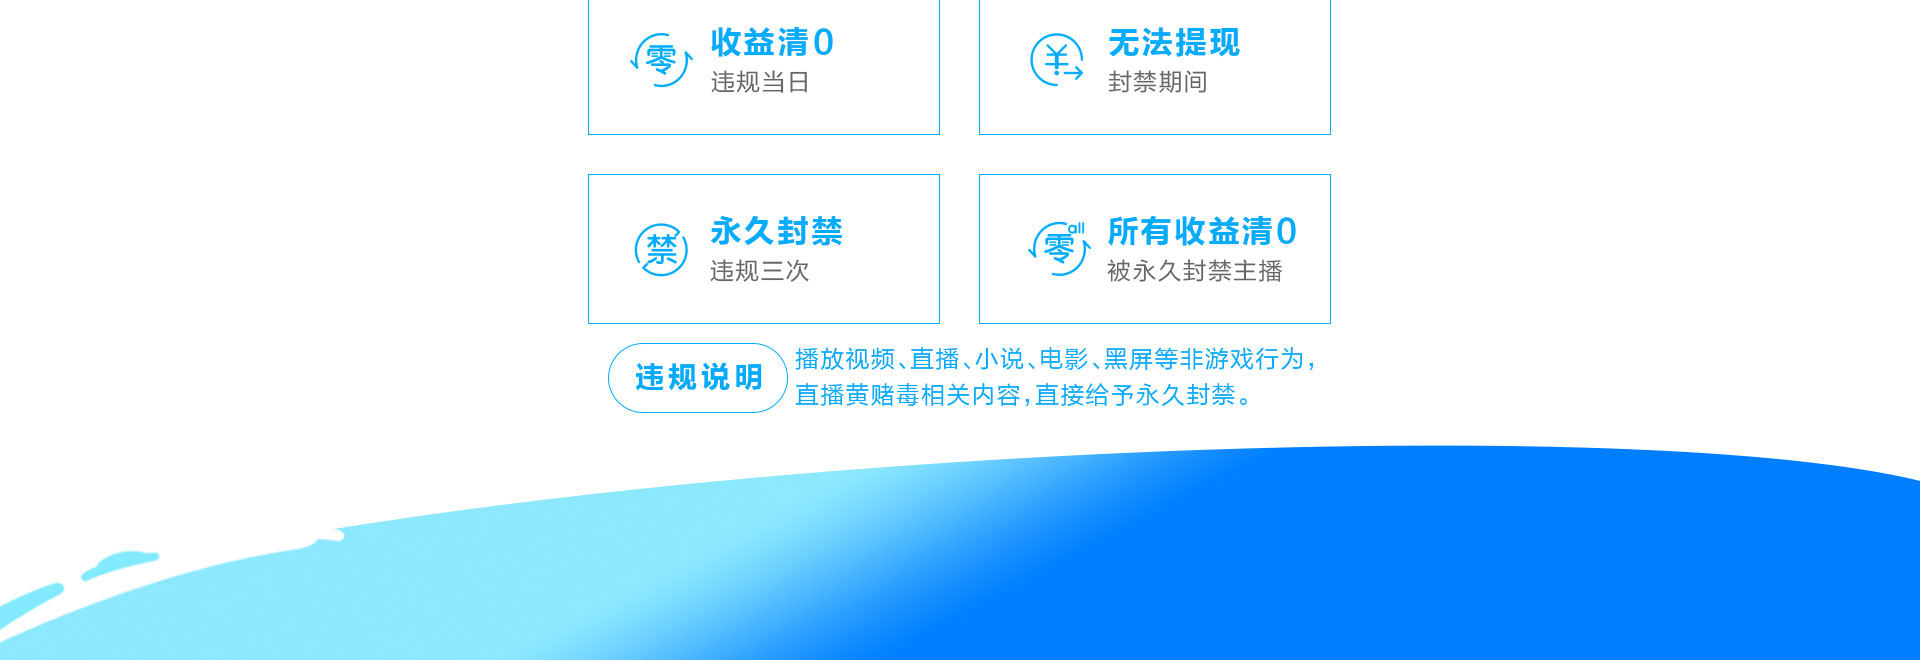 零 收益清0
违规当日
无法提现
封禁期间
禁 永久封禁
违规三次
零all 所有收益清0
被永久封禁主播
违规说明
播放视频、直播、小说、电影、黑屏等非游戏行为，
直播黄赌毒相关内容，直接给予永久封禁。